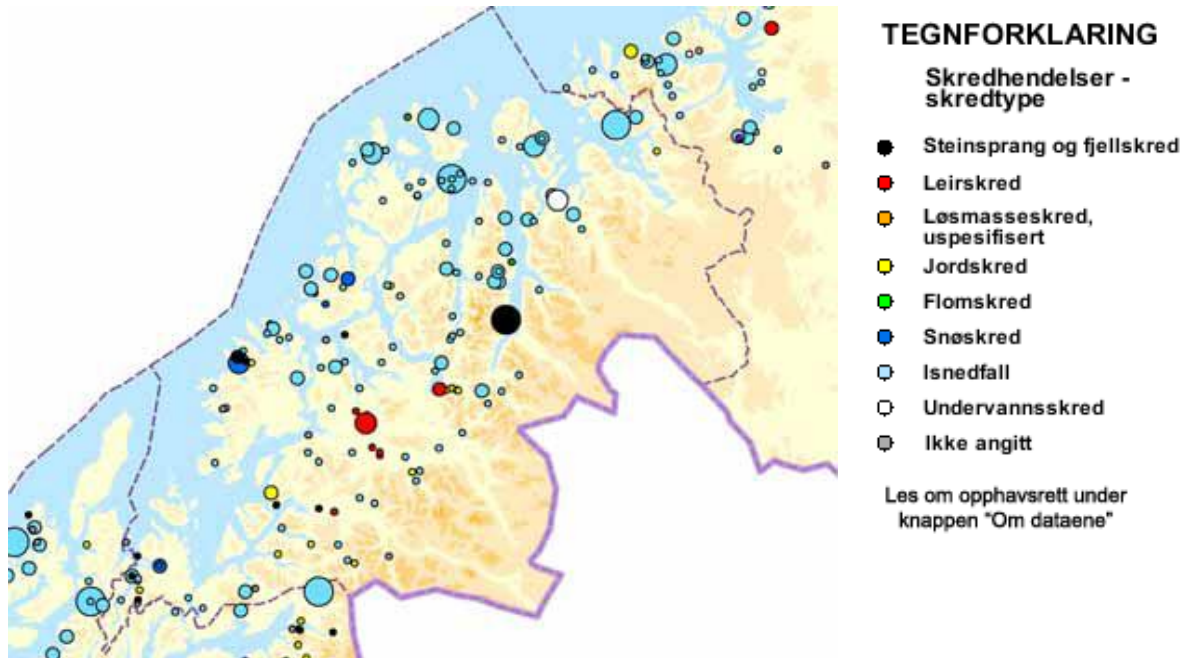 TEGNFORKLARING
Skredhendelser -
skredtype
Steinsprang og fjellskred
Leirskred
Løsmasseskred,
uspesifisert
Jordskred
Flomskred
Snøskred
Isnedfall
Undervannsskred
Ikke angitt
Les om opphavsrett under
knappen "Om dataene"